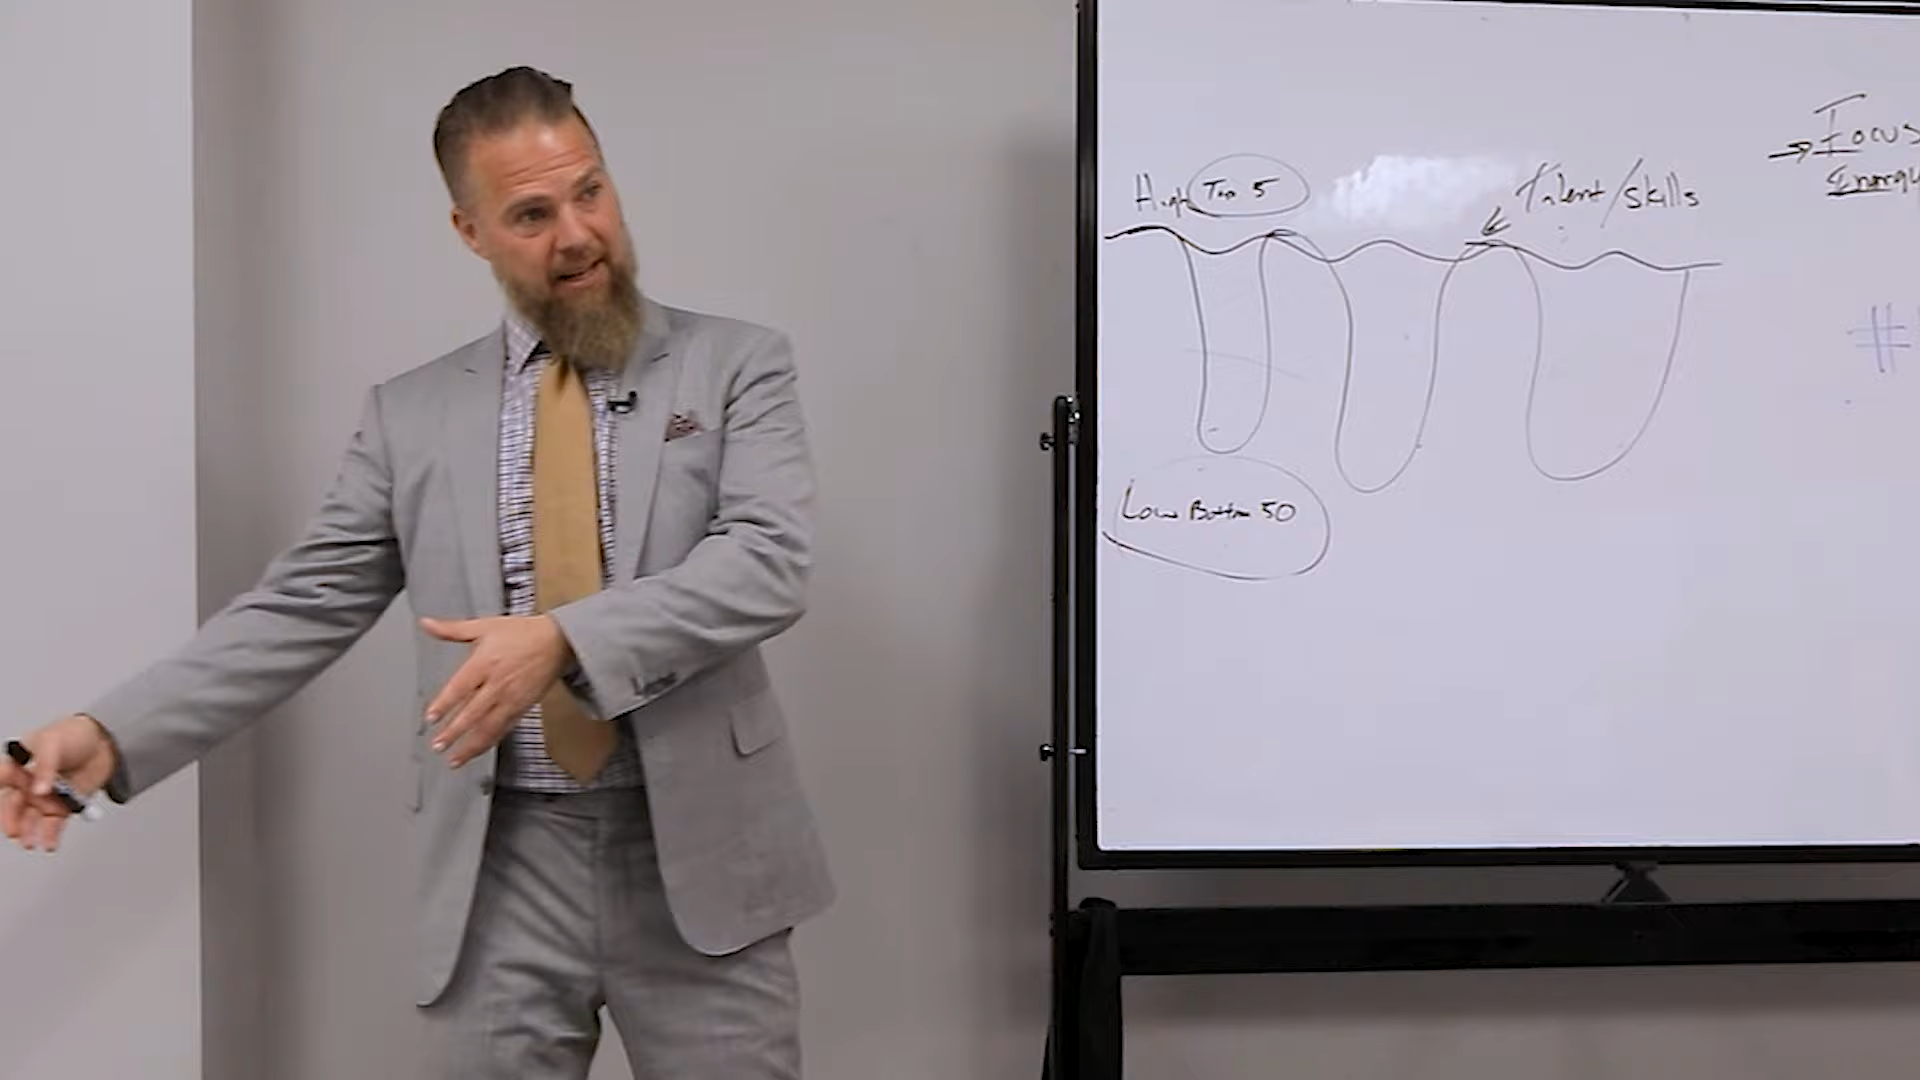 High Top 5
Talent/Skills
Low Bottom 50
→ Focus
Energy
#